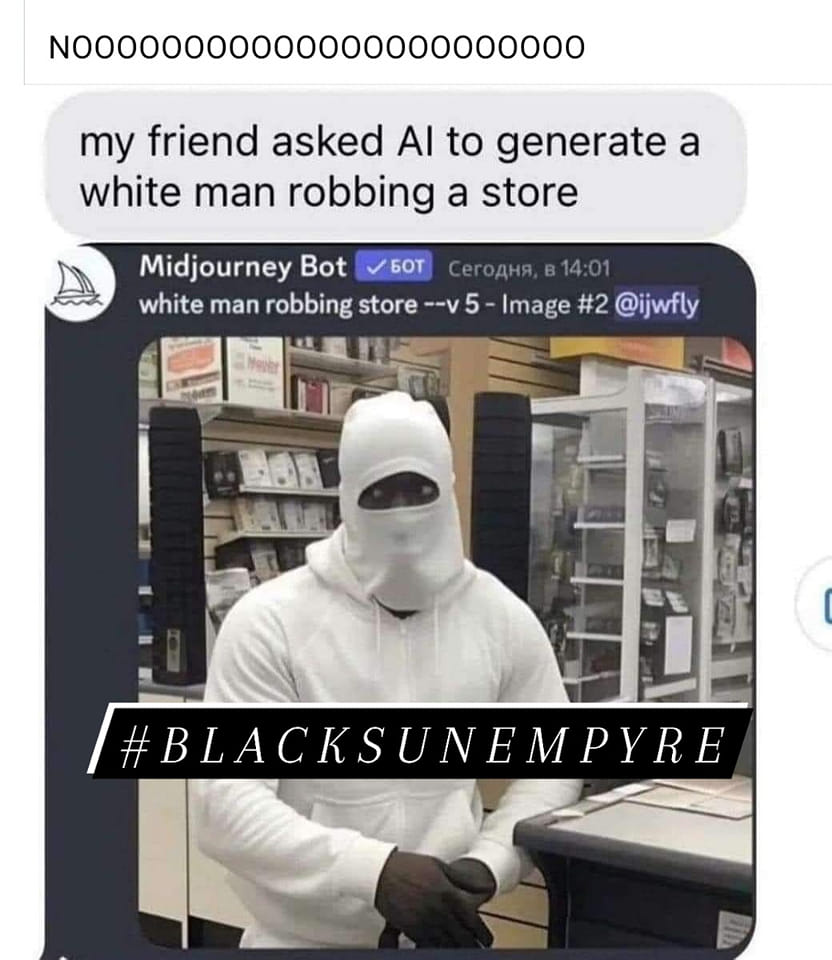 NOOOOOOOOOOOOOOOOOOOOOOOO
my friend asked AI to generate a
white man robbing a store
Midjourney Bot ✓БОТ Сегодня, в 14:01
white man robbing store --v 5 - Image #2 @ijwfly
#BLACKSUNEMPYRE